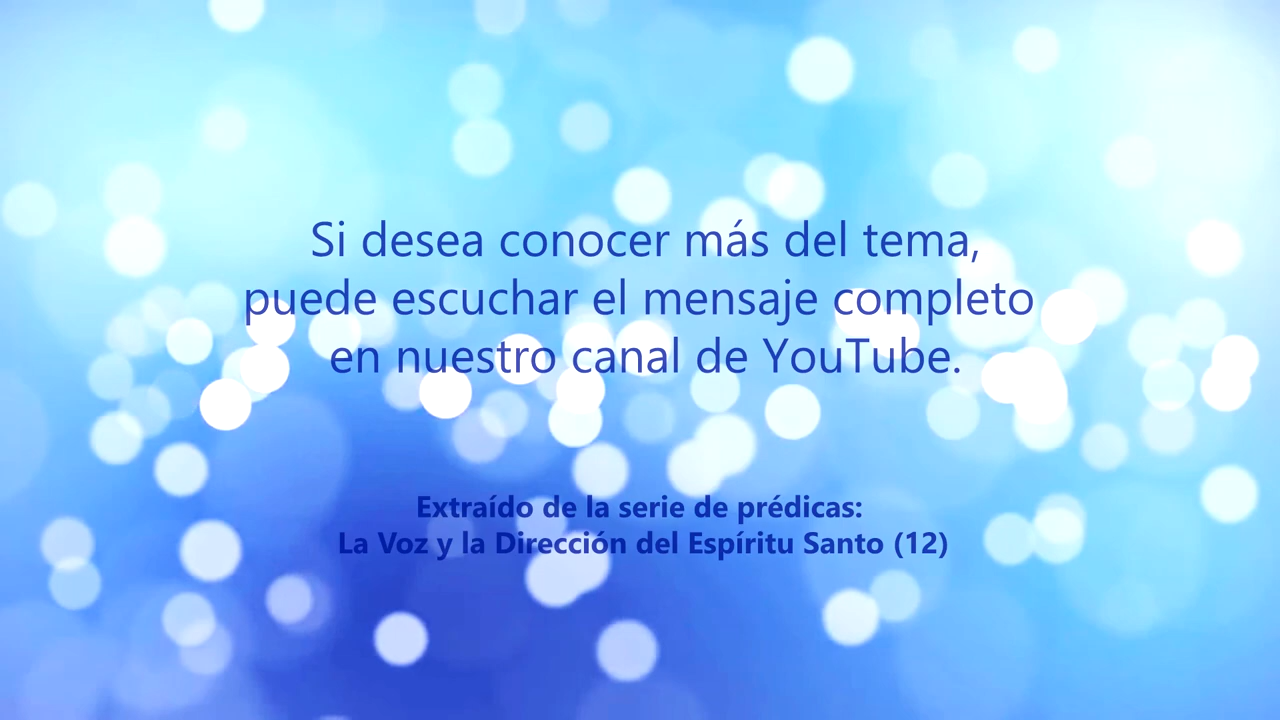 Si desea conocer más del tema,
puede escuchar el mensaje completo
en nuestro canal de YouTube.
Extraído de la serie de prédicas:
La Voz y la Dirección del Espíritu Santo (12)